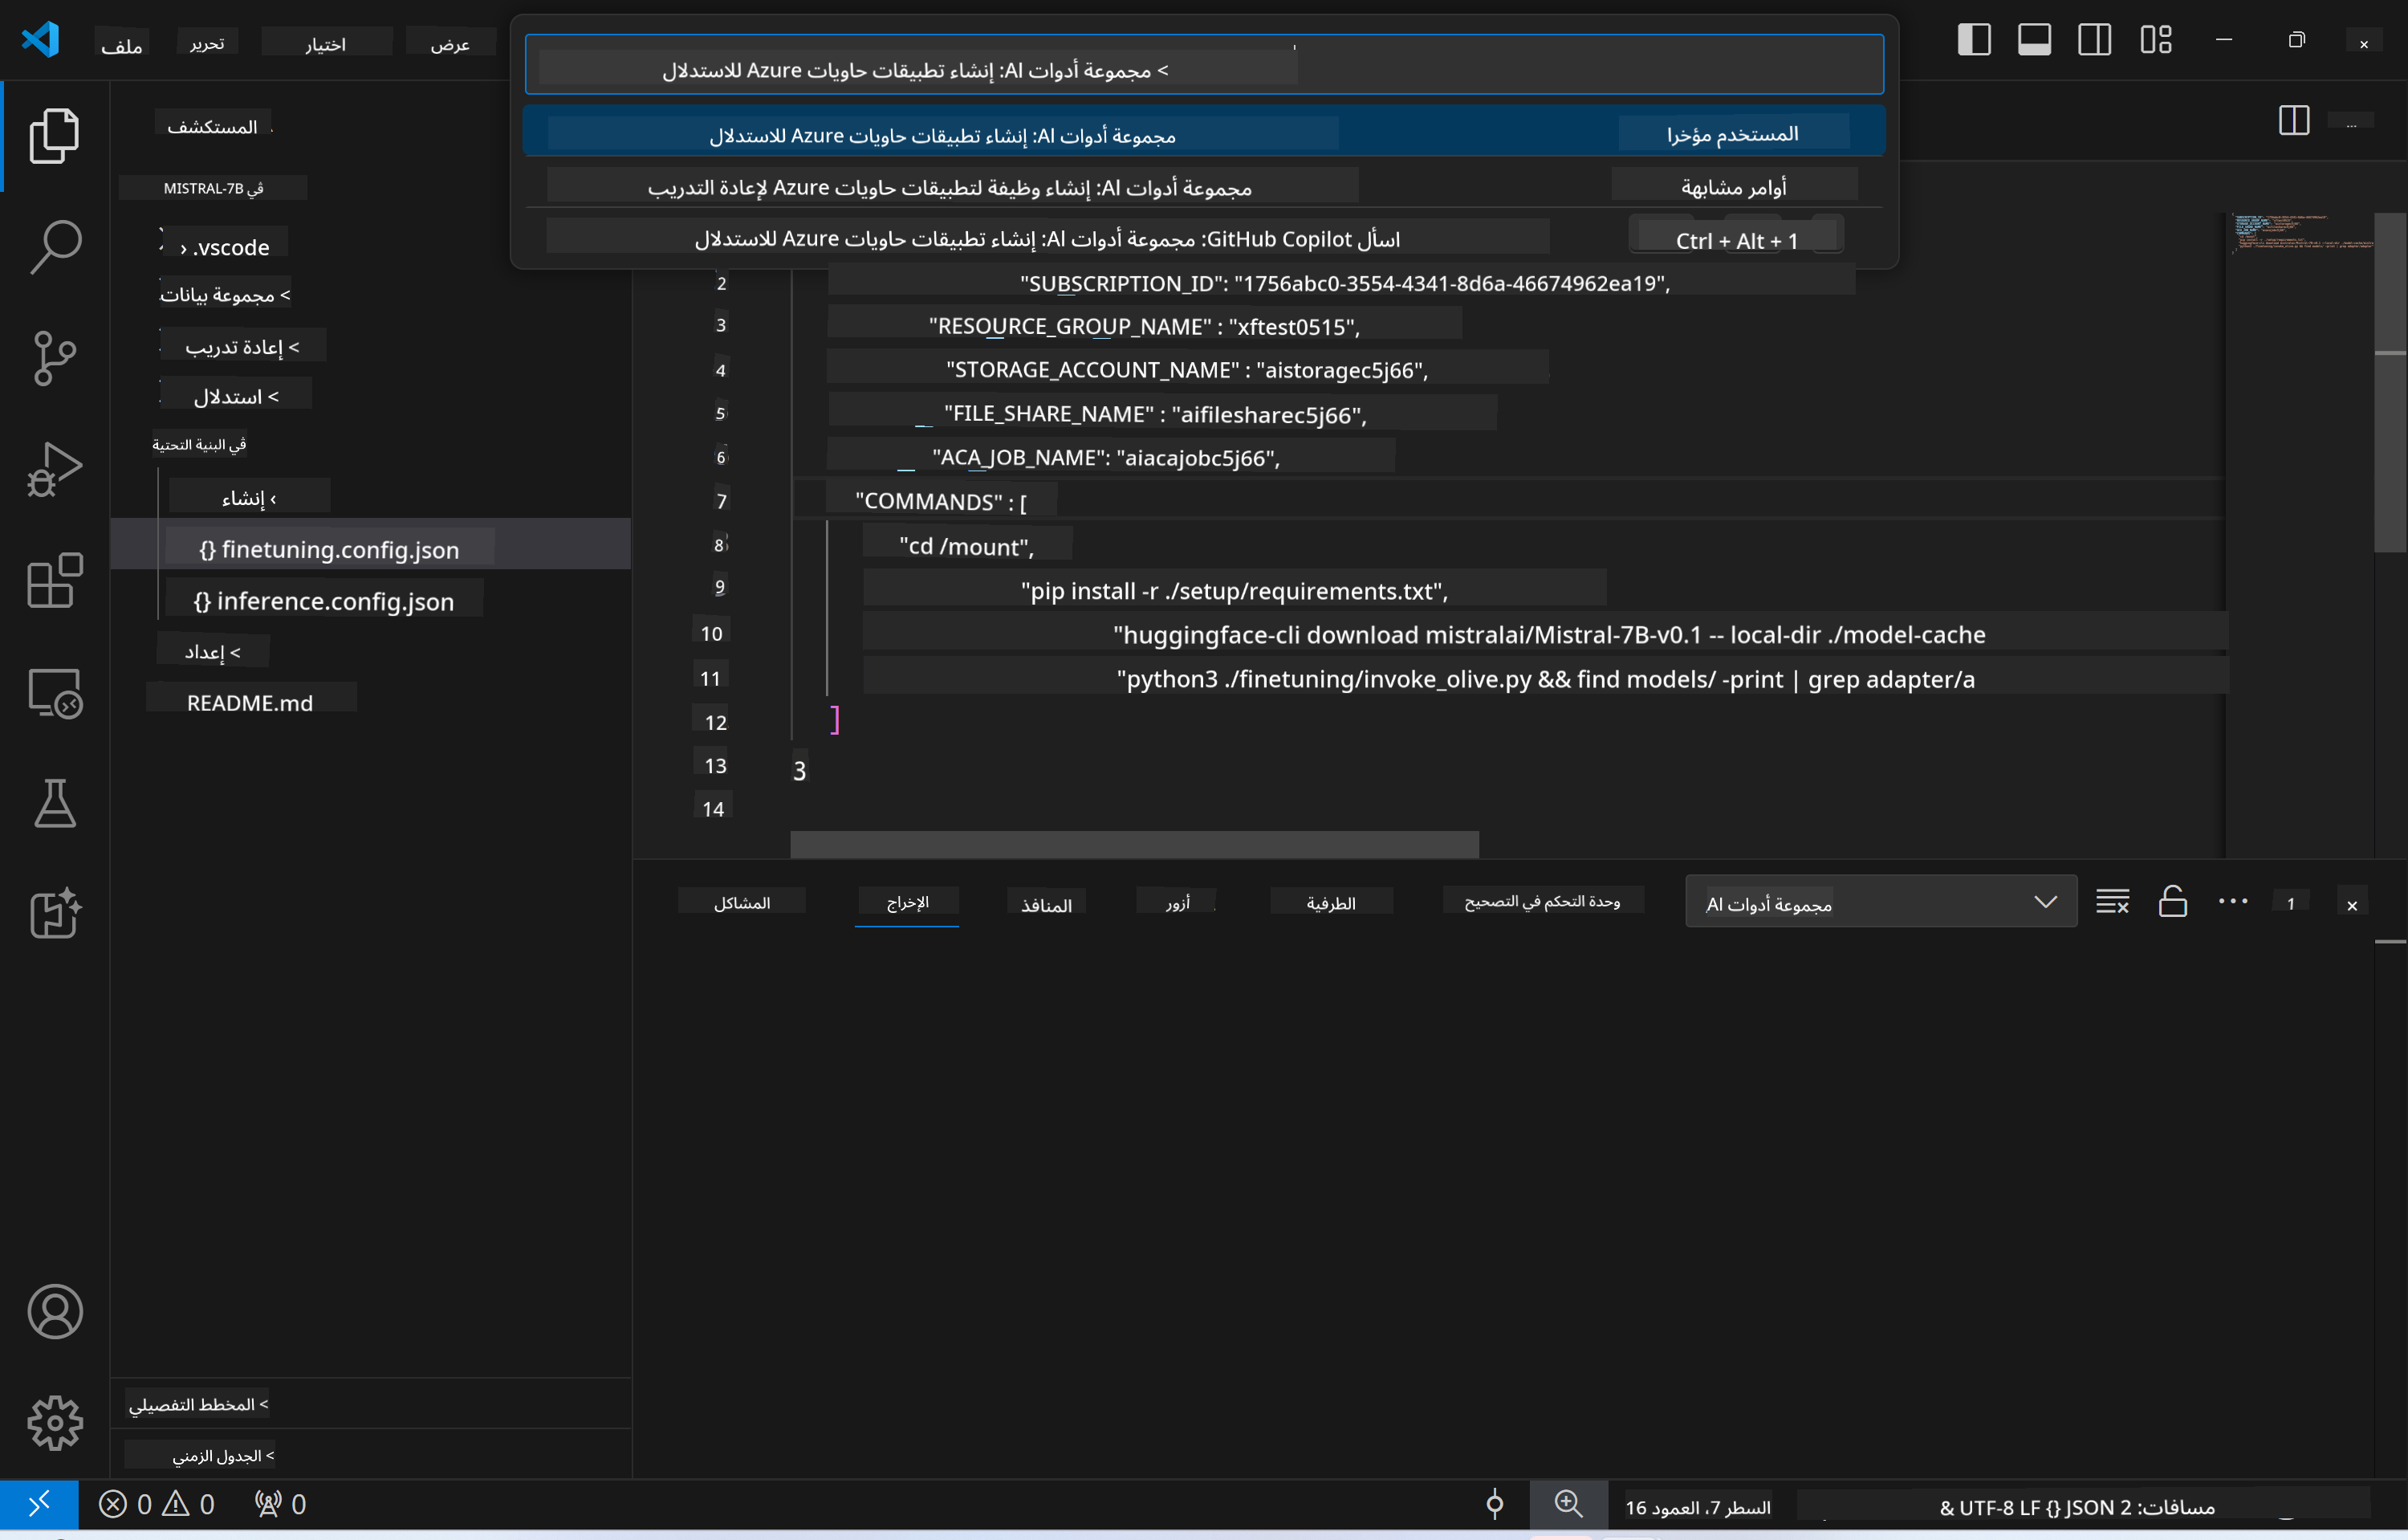 ملف تحرير اختيار عرض
> مجموعة أدوات AI: إنشاء تطبيقات حاويات Azure للاستدلال
مجموعة أدوات AI: إنشاء تطبيقات حاويات Azure للاستدلال المستخدم مؤخرا
مجموعة أدوات AI: إنشاء وظيفة لتطبيقات حاويات Azure لإعادة التدريب أوامر مشابهة
اسأل GitHub Copilot: مجموعة أدوات AI: إنشاء تطبيقات حاويات Azure للاستدلال Ctrl + Alt + 1
المستكشف
في MISTRAL-7B
› .vscode
> مجموعة بيانات
> إعادة تدريب
> استدلال
في البنية التحتية
› إنشاء
{} finetuning.config.json
{} inference.config.json
> إعداد
README.md
> المخطط التفصيلي
> الجدول الزمني
2 "SUBSCRIPTION_ID": "1756abc0-3554-4341-8d6a-46674962ea19",
3 "RESOURCE_GROUP_NAME" : "xftest0515",
4 "STORAGE_ACCOUNT_NAME" : "aistoragec5j66",
5 "FILE_SHARE_NAME" : "aifilesharec5j66",
6 "ACA_JOB_NAME": "aiacajobc5j66",
7 "COMMANDS" : [
8 "cd /mount",
9 "pip install -r ./setup/requirements.txt",
10 "huggingface-cli download mistralai/Mistral-7B-v0.1 -- local-dir ./model-cache
11 "python3 ./finetuning/invoke_olive.py && find models/ -print | grep adapter/a
12 ]
13 3
14
المشاكل الإخراج المنافذ أزور الطرفية وحدة التحكم في التصحيح مجموعة أدوات AI 1 ×
0 0 0 السطر 7، العمود 16 مسافات: 2 UTF-8 LF {} JSON &